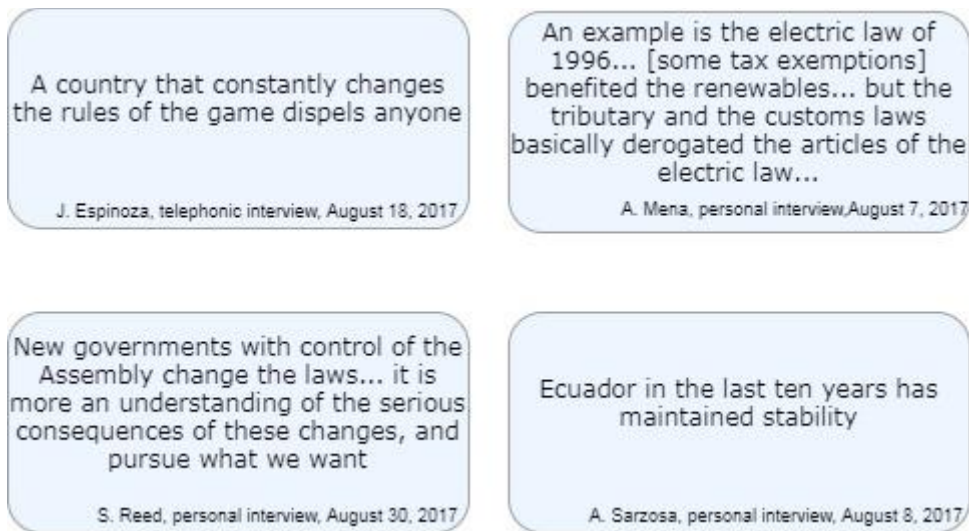 A country that constantly changes
the rules of the game dispels anyone
J. Espinoza, telephonic interview, August 18, 2017
An example is the electric law of
1996... [some tax exemptions]
benefited the renewables... but the
tributary and the customs laws
basically derogated the articles of the
electric law...
A. Mena, personal interview,August 7, 2017
New governments with control of the
Assembly change the laws... it is
more an understanding of the serious
consequences of these changes, and
pursue what we want
S. Reed, personal interview, August 30, 2017
Ecuador in the last ten years has
maintained stability
A. Sarzosa, personal interview, August 8, 2017